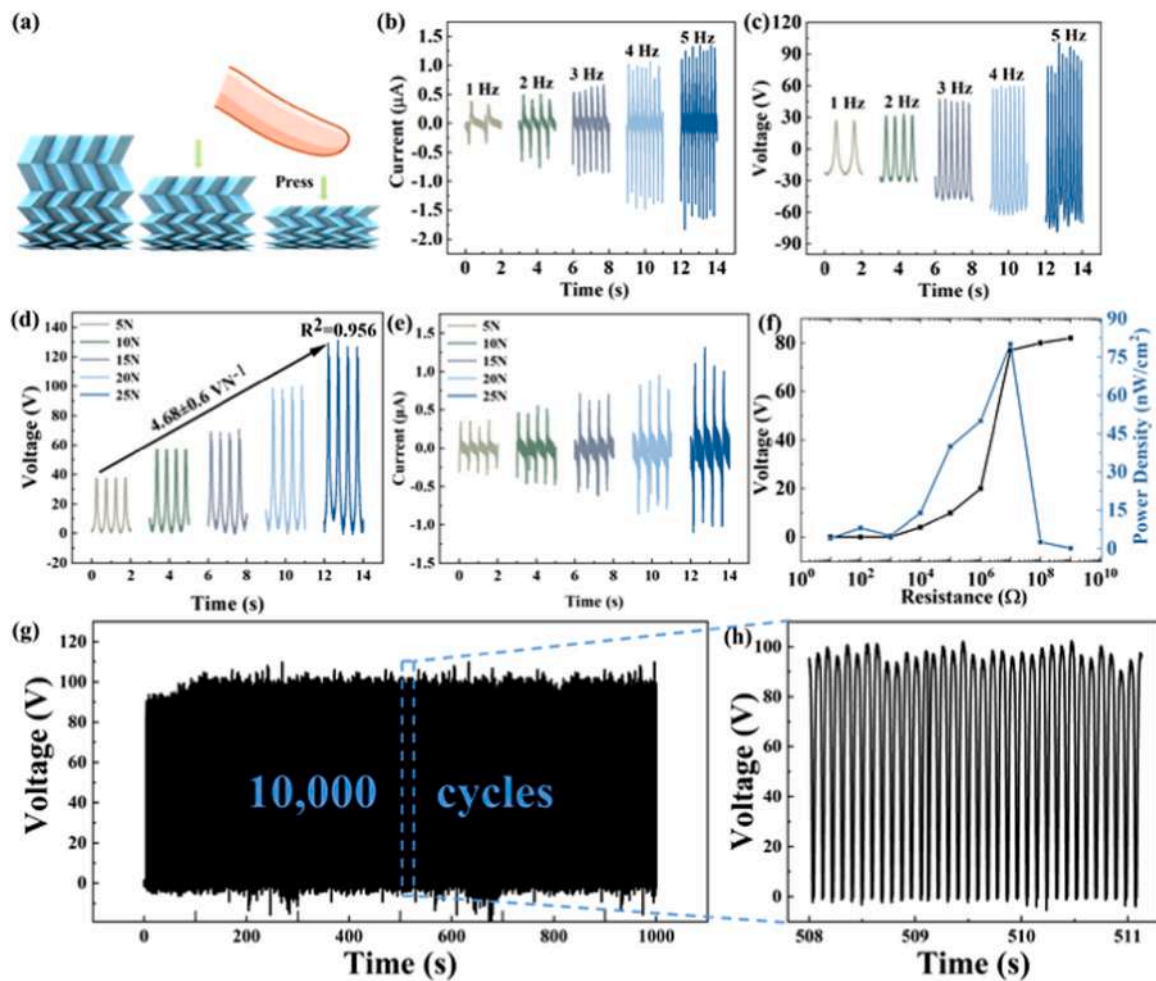 (a)
Press
(b)
Current (μA)
1.5
1.0
0.5
0.0
-0.5
-1.0
-1.5
-2.0
1 Hz
2 Hz
3 Hz
4 Hz
5 Hz
0 2 4 6 8 10 12 14
Time (s)
(c)
Voltage (V)
120
90
60
30
0
-30
-60
-90
1 Hz
2 Hz
3 Hz
4 Hz
5 Hz
0 2 4 6 8 10 12 14
Time (s)
(d)
Voltage (V)
140
120
100
80
60
40
20
0
-20
5N
10N
15N
20N
25N
4.68±0.6 VN⁻¹
R²=0.956
0 2 4 6 8 10 12 14
Time (s)
(e)
Current (μA)
1.5
1.0
0.5
0.0
-0.5
-1.0
-1.5
5N
10N
15N
20N
25N
0 2 4 6 8 10 12 14
Time (s)
(f)
Voltage (V)
80
60
40
20
0
90
75
60
45
30
15
0
Power Density (nW/cm²)
10⁰ 10² 10⁴ 10⁶ 10⁸ 10¹⁰
Resistance (Ω)
(g)
Voltage (V)
120
100
80
60
40
20
0
10,000 cycles
0 200 400 600 800 1000
Time (s)
(h)
Voltage (V)
100
80
60
40
20
0
508 509 510 511
Time (s)